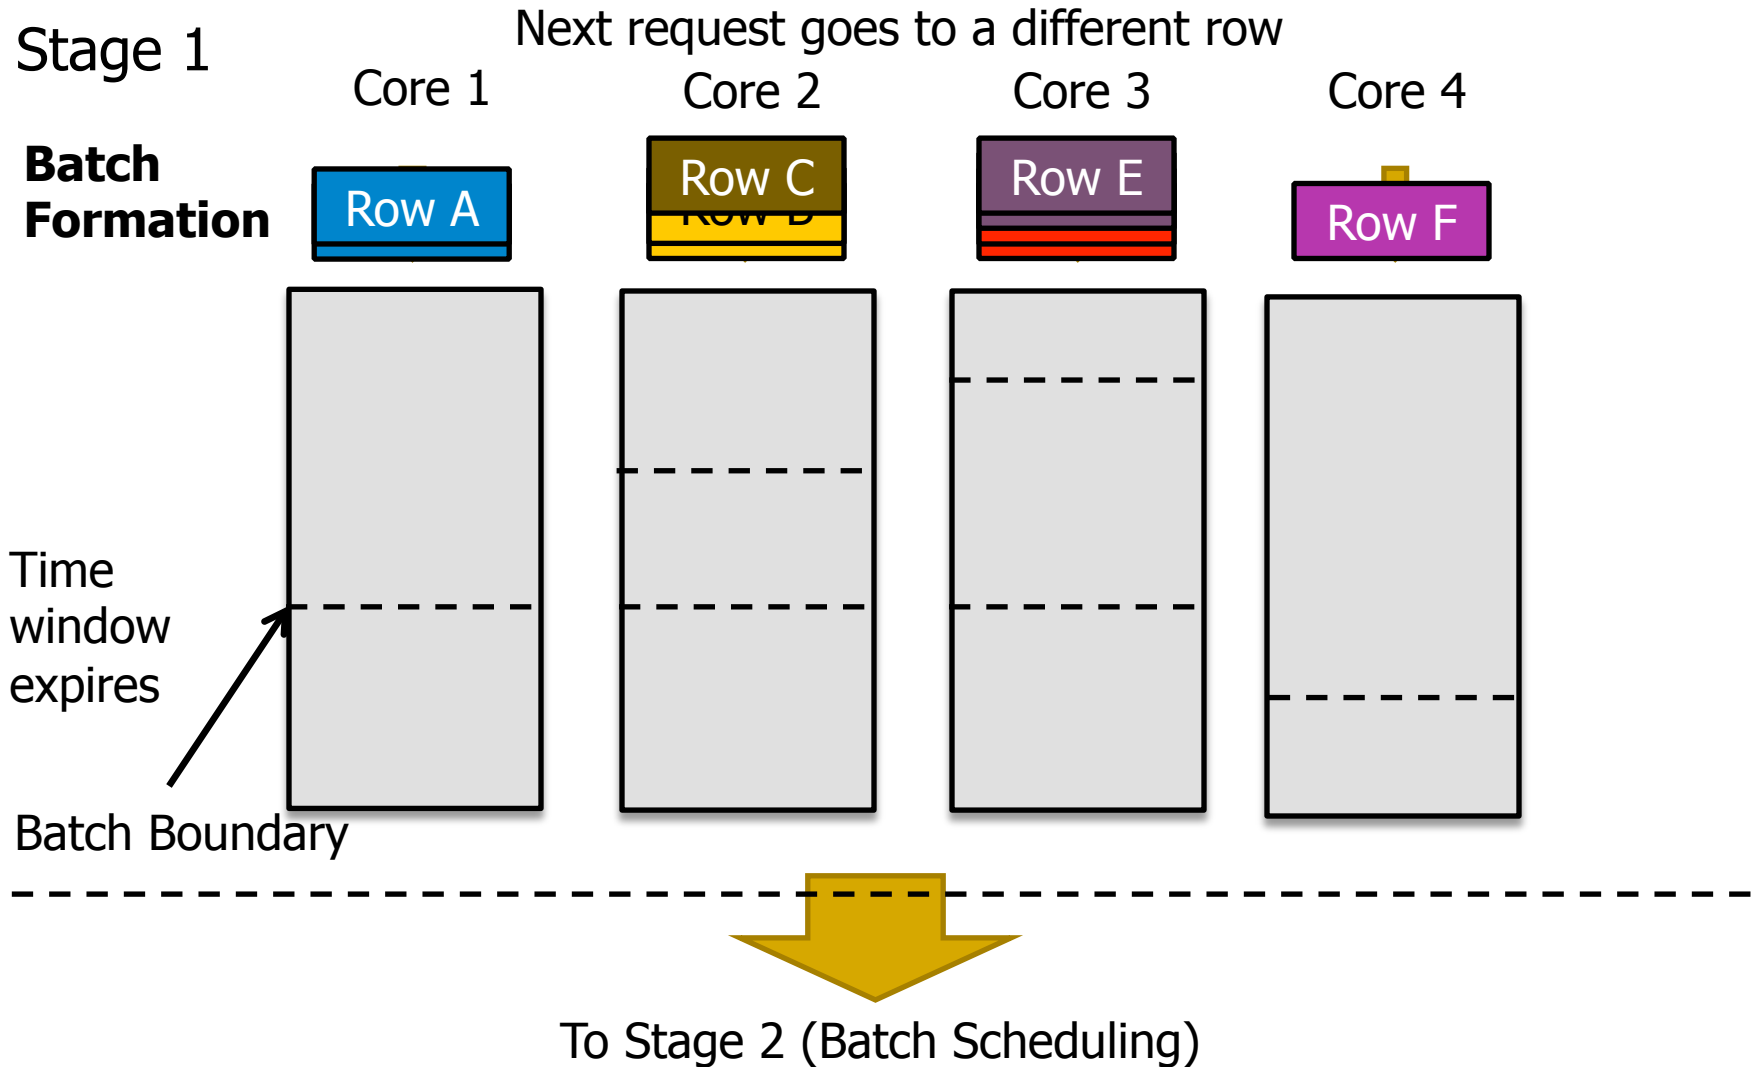 Stage 1
Next request goes to a different row
Core 1
Core 2
Core 3
Core 4
Batch
Formation
Row A
Row C
Row B
Row E
Row F
Time
window
expires
Batch Boundary
To Stage 2 (Batch Scheduling)